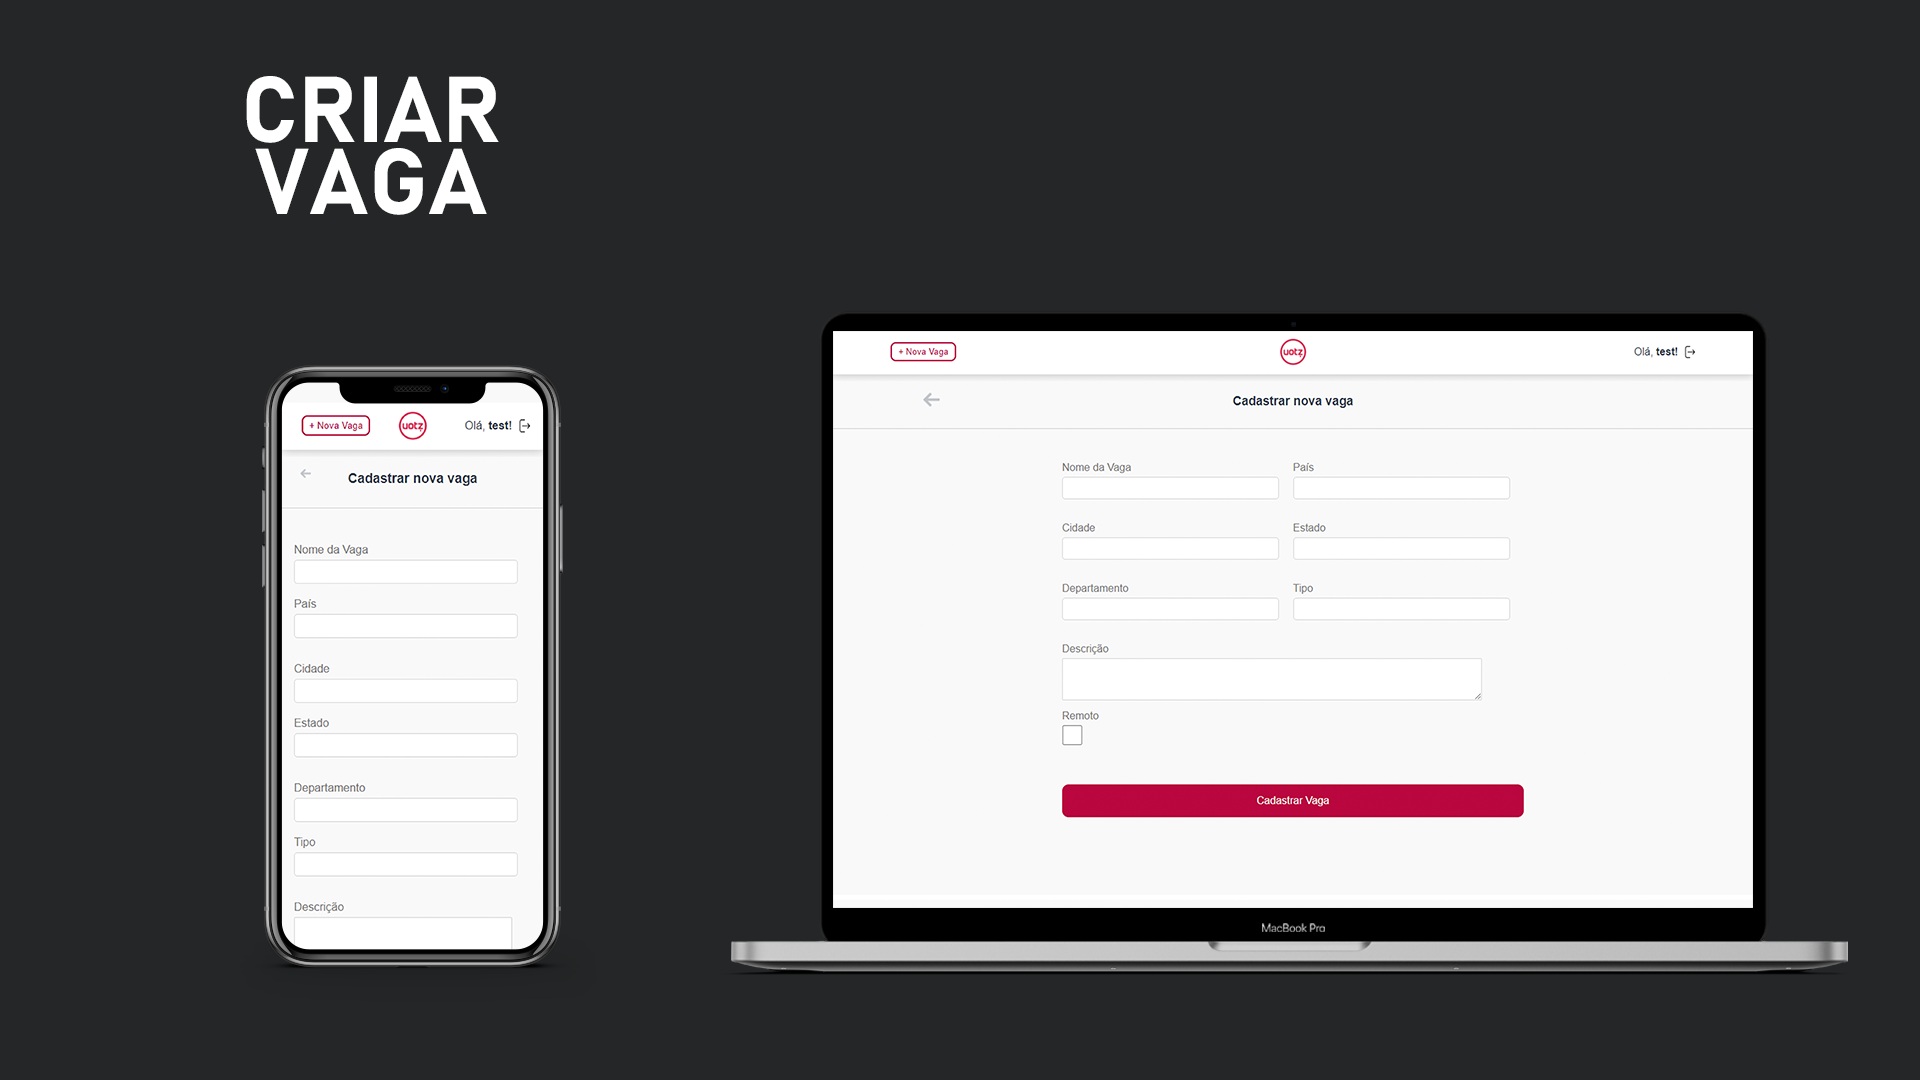 CRIAR
VAGA
+ Nova Vaga
uotz
Olá, test!
Cadastrar nova vaga
Nome da Vaga
País
Cidade
Estado
Departamento
Tipo
Descrição
+ Nova Vaga
uotz
Olá, test!
Cadastrar nova vaga
Nome da Vaga País
Cidade Estado
Departamento Tipo
Descrição
Remoto
Cadastrar Vaga
MacBook Pro